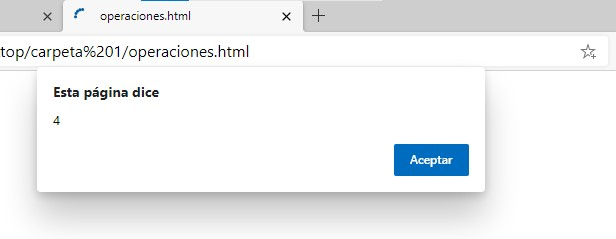 operaciones.html
top/carpeta%201/operaciones.html
Esta página dice
4
Aceptar